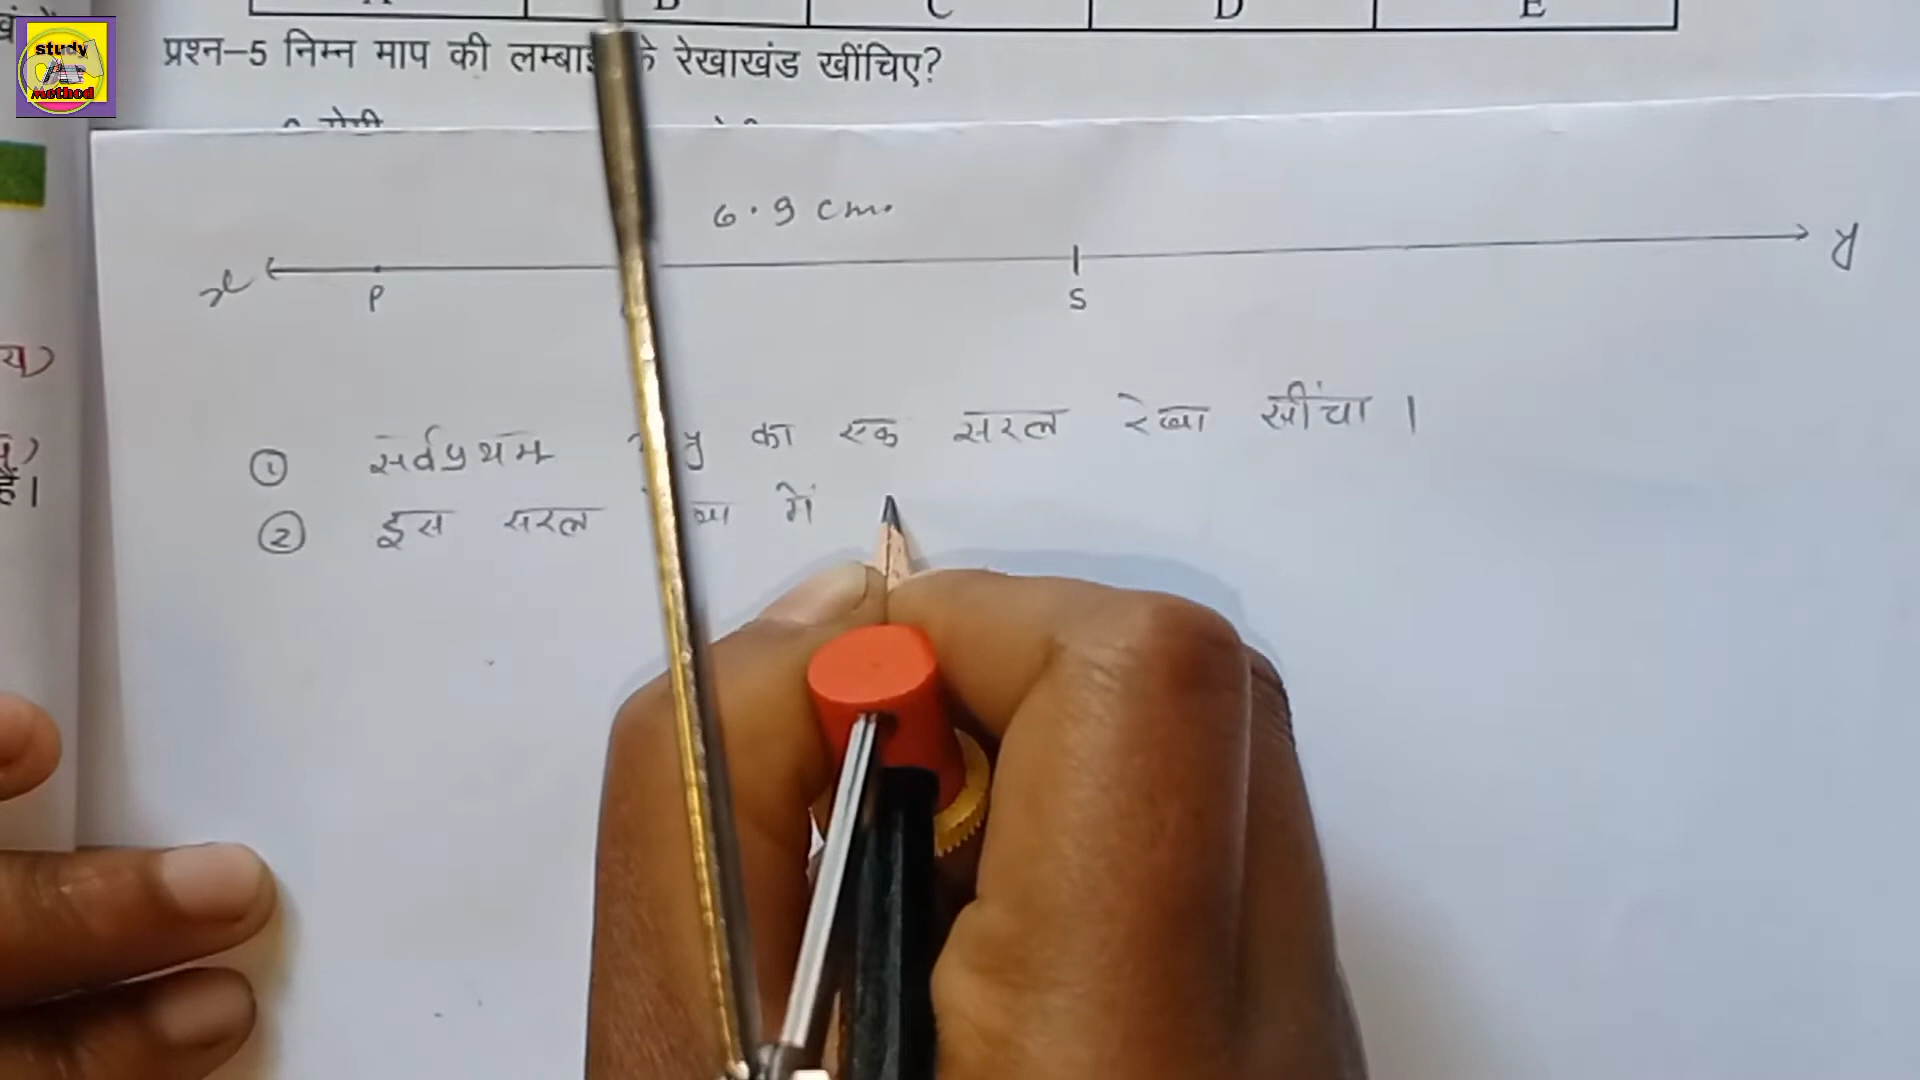 A B C D E
study
Method
प्रश्न–5 निम्न माप की लम्बाई के रेखाखंड खींचिए?
6.9 cm.
x P S y
① सर्वप्रथम y का एक सरल रेखा खींचा ।
② इस सरल में
है।